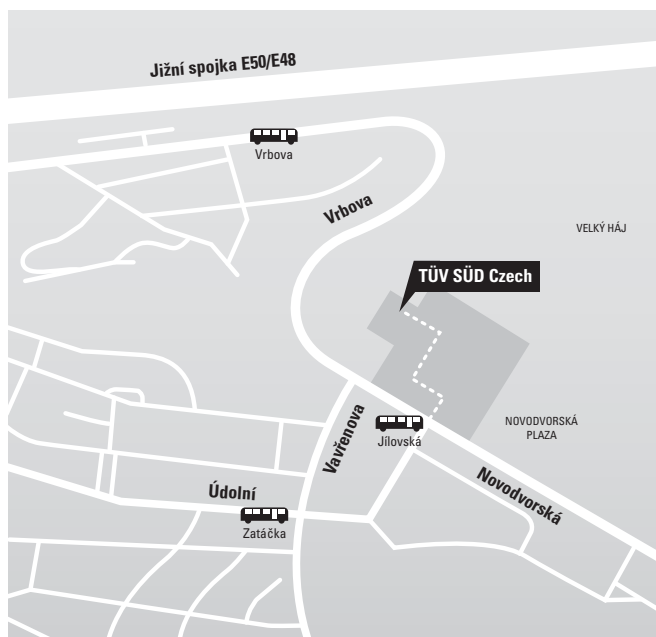 Jižní spojka E50/E48
Vrbova
Vrbova
VELKÝ HÁJ
TÜV SÜD Czech
NOVODVORSKÁ
PLAZA
Jílovská
Vavřenova
Novodvorská
Údolní
Zatáčka